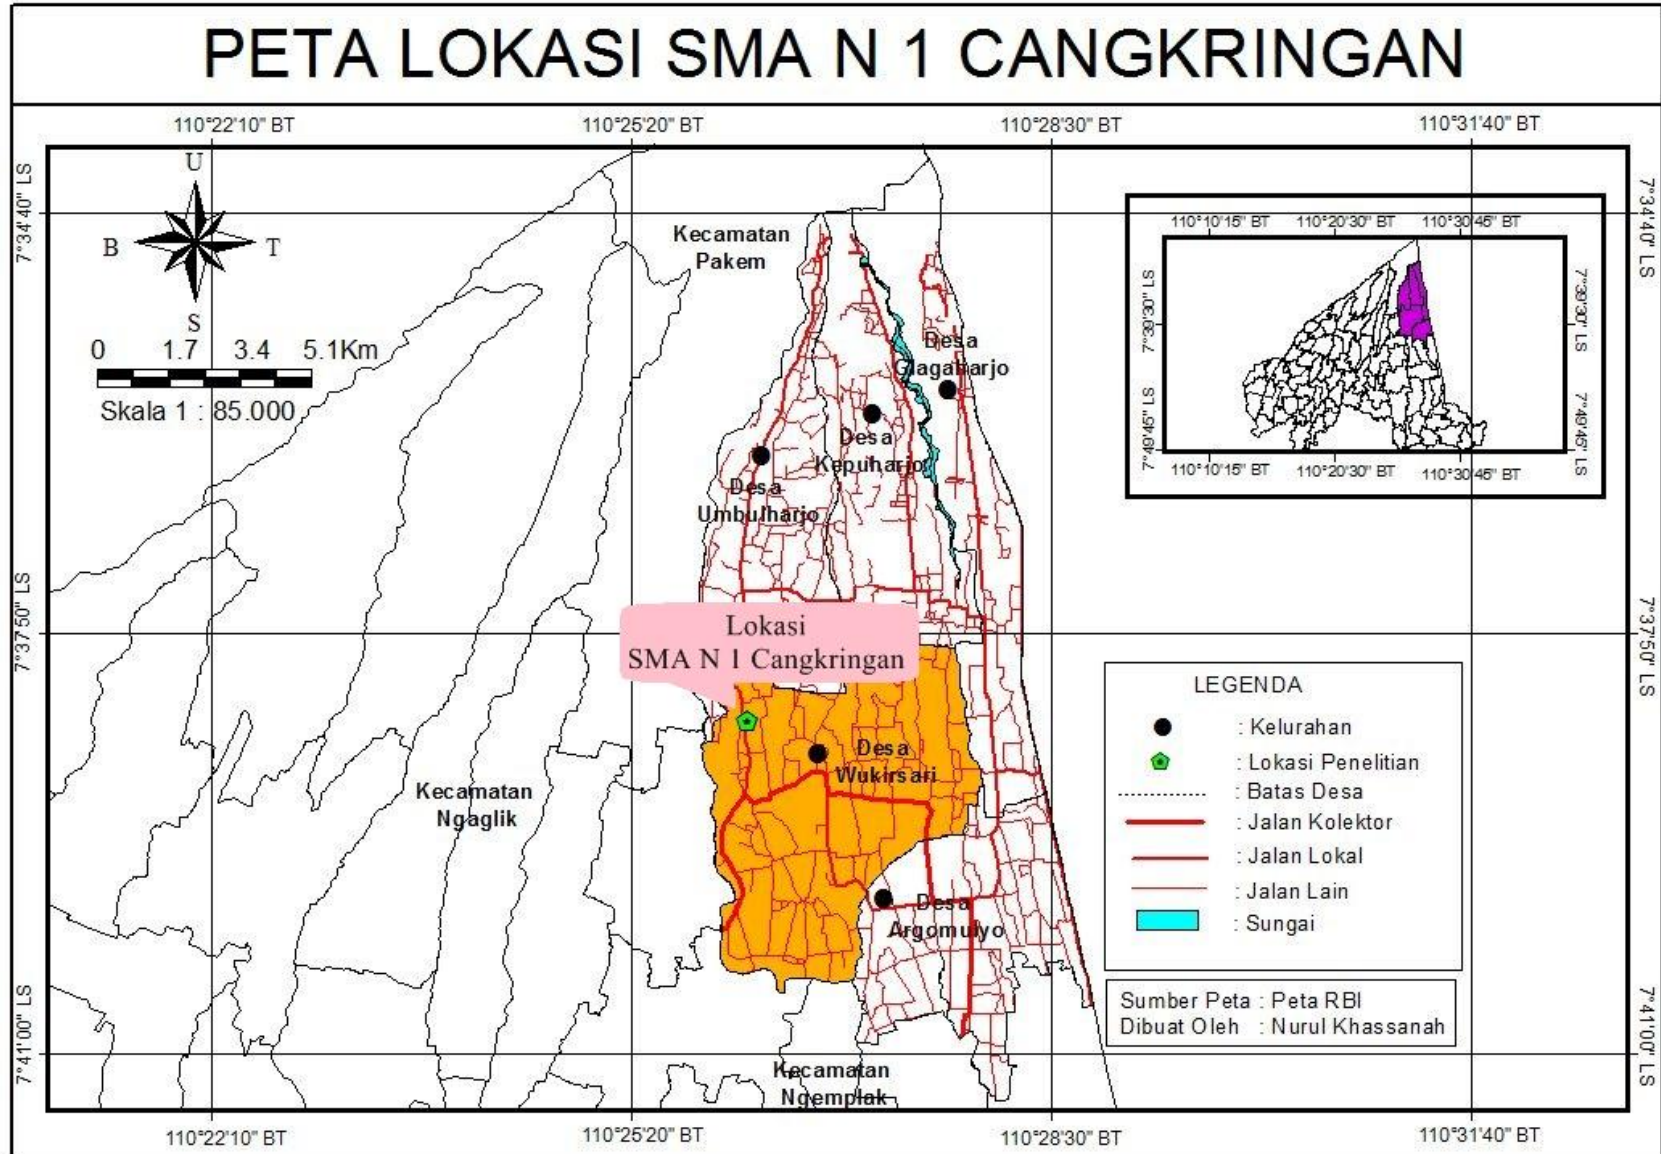 PETA LOKASI SMA N 1 CANGKRINGAN
110°22'10" BT
110°25'20" BT
110°28'30" BT
110°31'40" BT
7°34'40" LS
7°37'50" LS
7°41'00" LS
U
B
T
S
0 1.7 3.4 5.1Km
Skala 1 : 85.000
Kecamatan
Pakem
Desa
Glagaharjo
Desa
Kepuharjo
Desa
Umbulharjo
Lokasi
SMA N 1 Cangkringan
Desa
Wukirsari
Kecamatan
Ngaglik
Desa
Argomulyo
Kecamatan
Ngemplak
110°10'15" BT
110°20'30" BT
110°30'45" BT
7°39'30" LS
7°49'45" LS
7°39'30" LS
7°49'45" LS
110°10'15" BT
110°20'30" BT
110°30'45" BT
7°34'40" LS
7°37'50" LS
7°41'00" LS
LEGENDA
: Kelurahan
: Lokasi Penelitian
: Batas Desa
: Jalan Kolektor
: Jalan Lokal
: Jalan Lain
: Sungai
Sumber Peta : Peta RBI
Dibuat Oleh : Nurul Khassanah
110°22'10" BT
110°25'20" BT
110°28'30" BT
110°31'40" BT